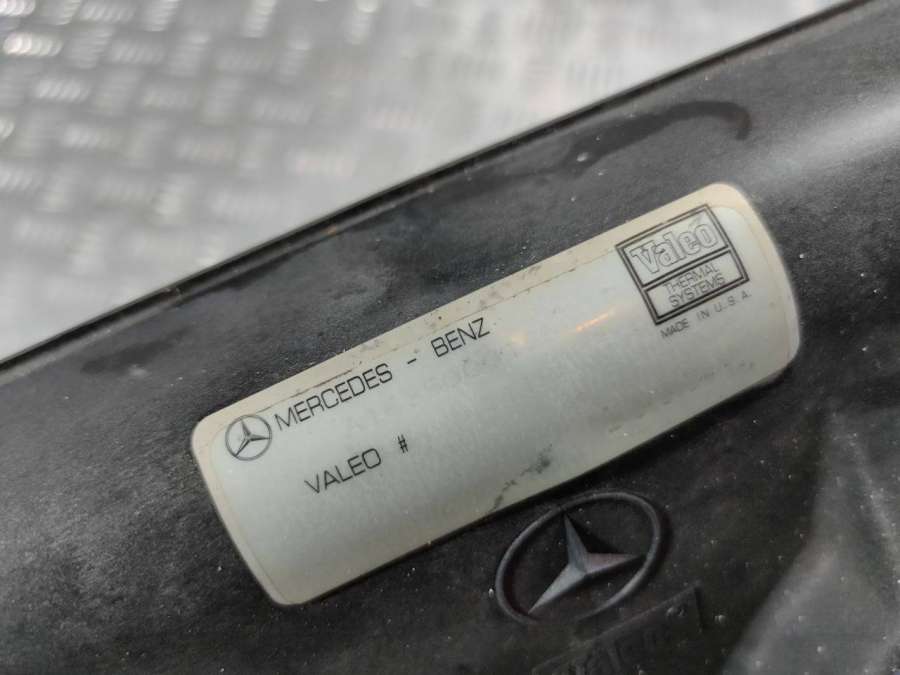 Valeo
THERMAL
SYSTEMS
MADE IN U.S.A.
MERCEDES - BENZ
VALEO #